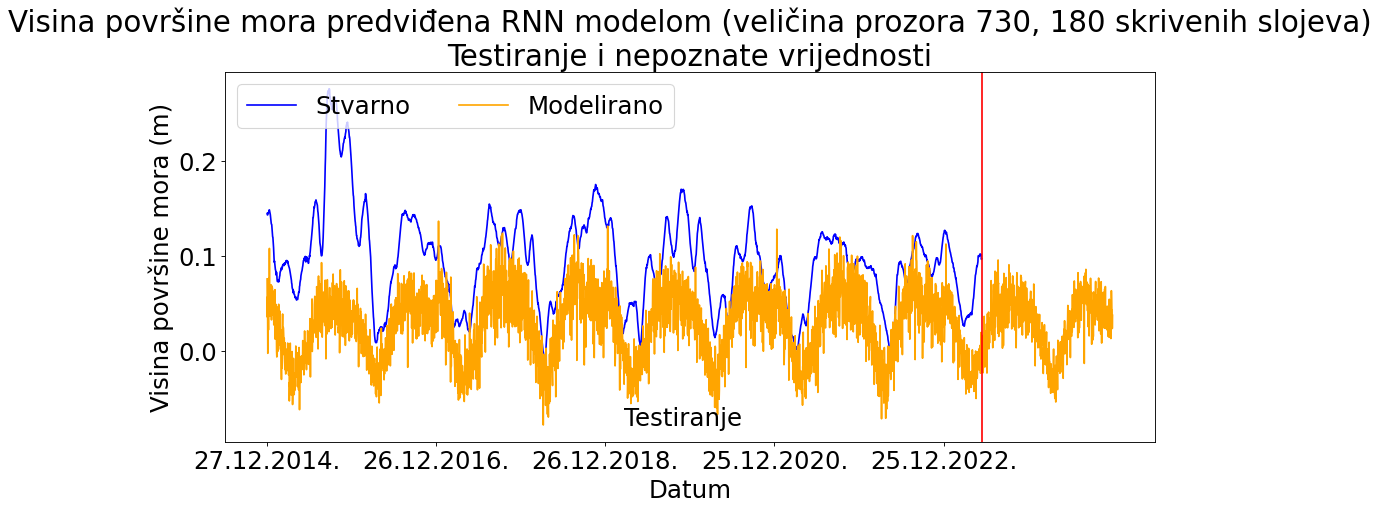 Visina površine mora predviđena RNN modelom (veličina prozora 730, 180 skrivenih slojeva)
Testiranje i nepoznate vrijednosti
Stvarno Modelirano
Visina površine mora (m)
0.2
0.1
0.0
Testiranje
27.12.2014. 26.12.2016. 26.12.2018. 25.12.2020. 25.12.2022.
Datum